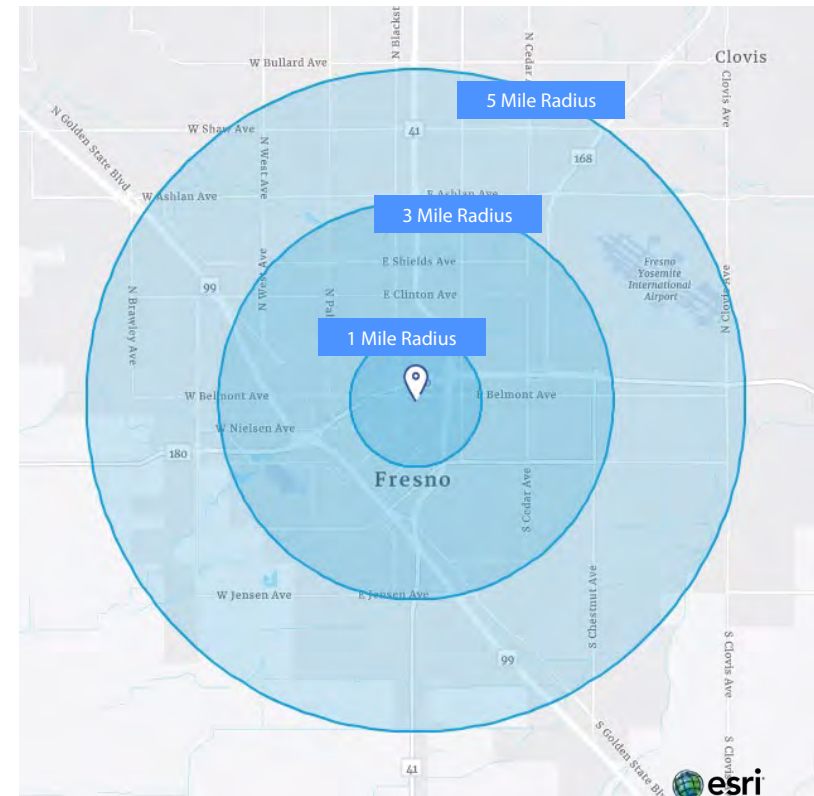 N Blackst
W Bullard Ave
N Cedar A
Clovis
Clovis Ave
5 Mile Radius
N Golden State Blvd
W Shaw Ave
41
N West Ave
168
W Ashlan Ave
E Ashlan Ave
3 Mile Radius
E Shields Ave
Fresno
Yosemite
International
Airport
N West Ave
99
N Brawley Ave
N Pal
E Clinton Ave
N Clovis Ave
1 Mile Radius
W Belmont Ave
E Belmont Ave
W Nielsen Ave
180
Fresno
S Cedar Ave
W Jensen Ave
E Jensen Ave
S Chestnut Ave
99
S Clovis Ave
S Golden State Bl
S Clovis
41
esri